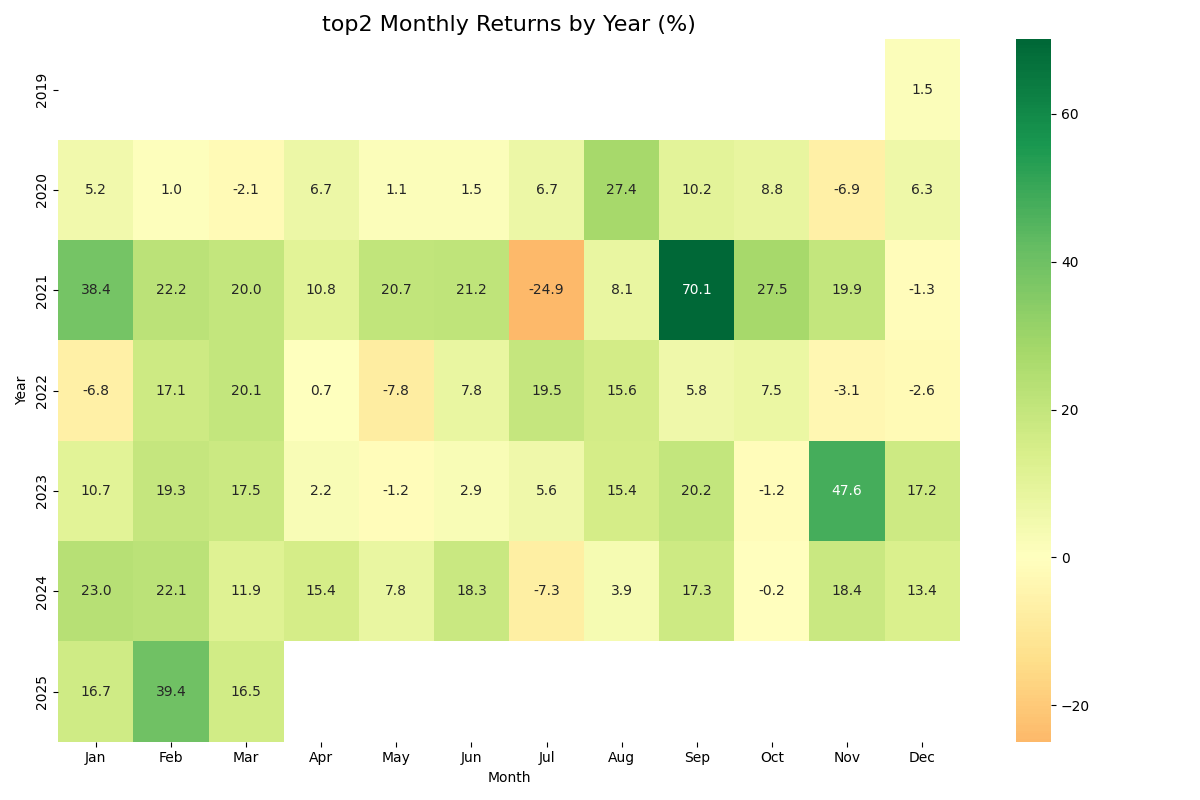 top2 Monthly Returns by Year (%)
2019 1.5
2020 5.2 1.0 -2.1 6.7 1.1 1.5 6.7 27.4 10.2 8.8 -6.9 6.3
2021 38.4 22.2 20.0 10.8 20.7 21.2 -24.9 8.1 70.1 27.5 19.9 -1.3
2022 -6.8 17.1 20.1 0.7 -7.8 7.8 19.5 15.6 5.8 7.5 -3.1 -2.6
2023 10.7 19.3 17.5 2.2 -1.2 2.9 5.6 15.4 20.2 -1.2 47.6 17.2
2024 23.0 22.1 11.9 15.4 7.8 18.3 -7.3 3.9 17.3 -0.2 18.4 13.4
2025 16.7 39.4 16.5
Jan Feb Mar Apr May Jun Jul Aug Sep Oct Nov Dec
Month
Year
60
40
20
0
−20